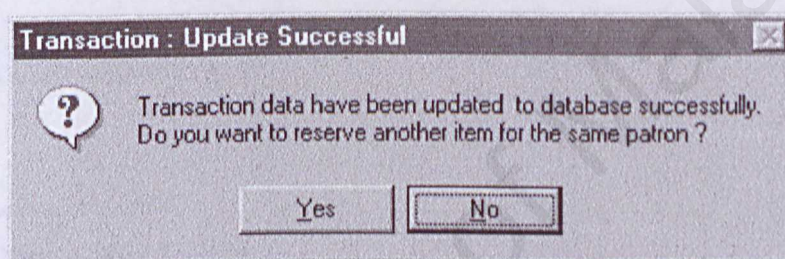 Transaction : Update Successful
?
Transaction data have been updated to database successfully.
Do you want to reserve another item for the same patron ?
Yes
No